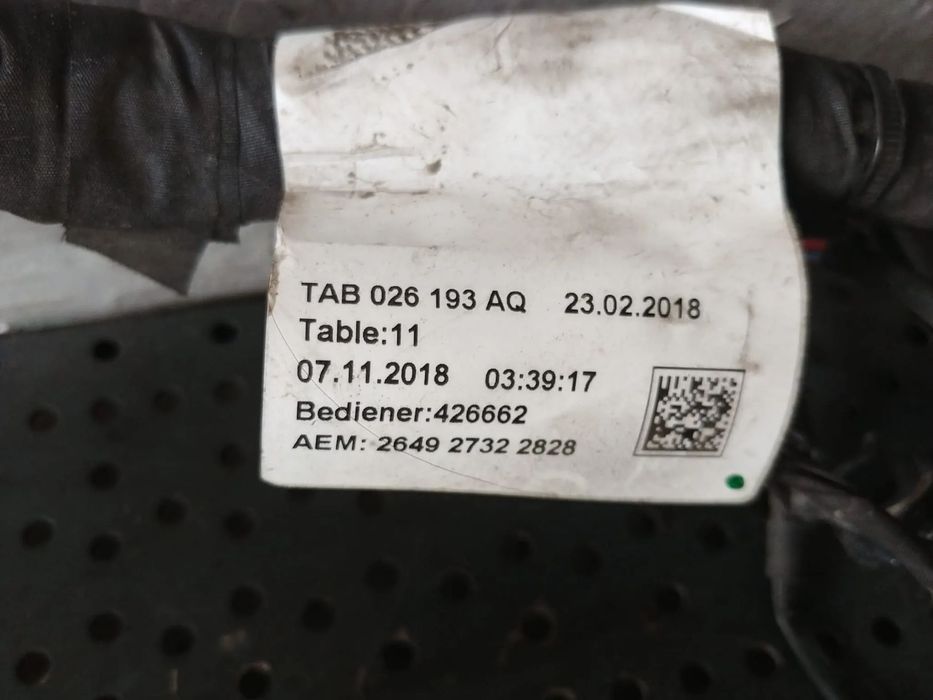 TAB 026 193 AQ 23.02.2018
Table:11
07.11.2018 03:39:17
Bediener:426662
AEM: 2649 2732 2828